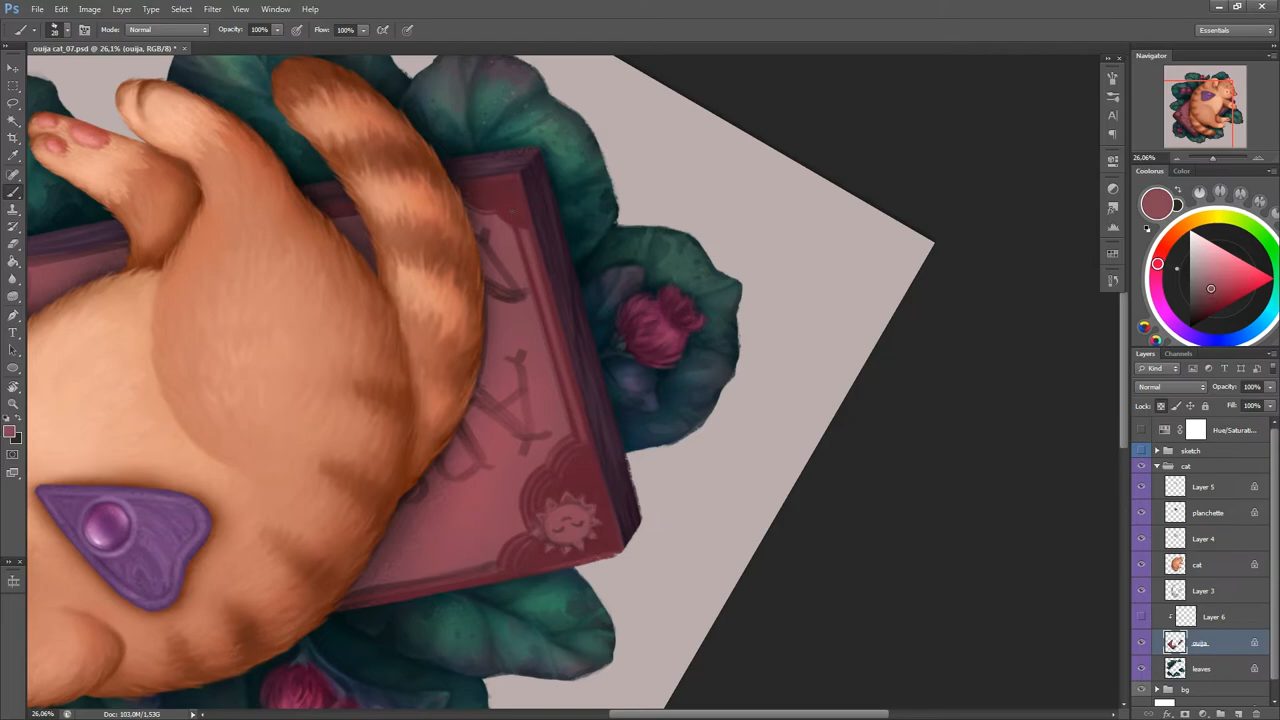 Ps File Edit Image Layer Type Select Filter View Window Help
28 Mode: Normal Opacity: 100% Flow: 100% Essentials
ouija cat_07.psd @ 26,1% (ouija, RGB/8) * ×
Navigator
26,06%
Coolorus Color
Layers Channels
Kind
Normal Opacity: 100%
Lock: Fill: 100%
Hue/Saturati...
sketch
cat
Layer 5
planchette
Layer 4
cat
Layer 3
Layer 6
ouija
leaves
bg
26,06% Doc: 103,0M/1,53G